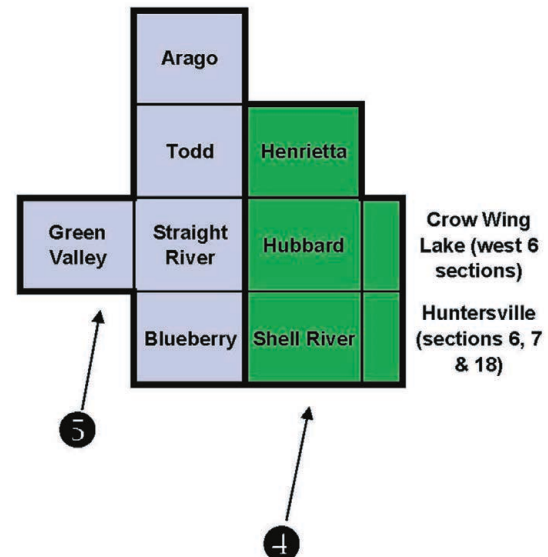 Arago
Todd
Henrietta
Green
Valley
Straight
River
Hubbard
Crow Wing
Lake (west 6
sections)
Blueberry
Shell River
Huntersville
(sections 6, 7
& 18)
5
4